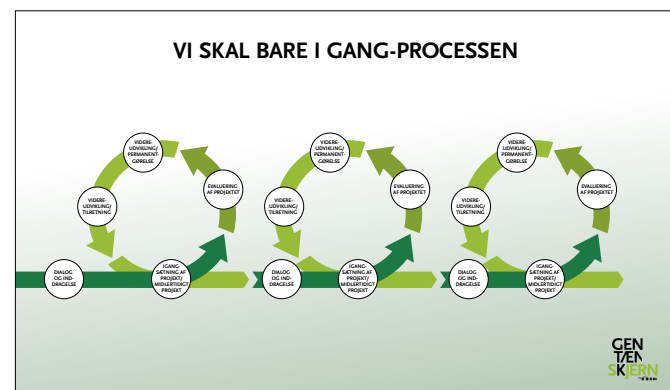 VI SKAL BARE I GANG-PROCESSEN
VIDERE-
UDVIKLING/
PERMANENT-
GØRELSE
EVALUERING
AF PROJEKTET
VIDERE-
UDVIKLING/
TILRETNING
DIALOG
OG IND-
DRAGELSE
IGANG-
SÆTNING AF
PROJEKT/
MIDLERTIDIGT
PROJEKT
VIDERE-
UDVIKLING/
PERMANENT-
GØRELSE
EVALUERING
AF PROJEKTET
VIDERE-
UDVIKLING/
TILRETNING
DIALOG
OG IND-
DRAGELSE
IGANG-
SÆTNING AF
PROJEKT/
MIDLERTIDIGT
PROJEKT
VIDERE-
UDVIKLING/
PERMANENT-
GØRELSE
EVALUERING
AF PROJEKTET
VIDERE-
UDVIKLING/
TILRETNING
DIALOG
OG IND-
DRAGELSE
IGANG-
SÆTNING AF
PROJEKT/
MIDLERTIDIGT
PROJEKT
GEN
TÆN
SKJERN